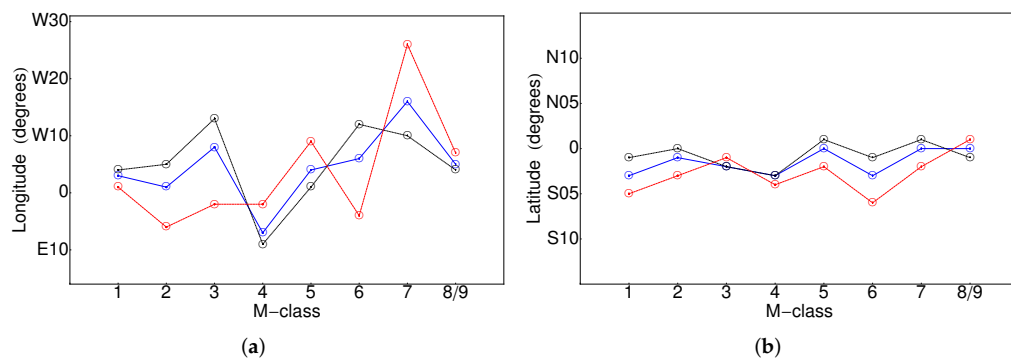 W30
W20
W10
0
E10
Longitude (degrees)
1 2 3 4 5 6 7 8/9
M−class
(a)
N10
N05
0
S05
S10
Latitude (degrees)
1 2 3 4 5 6 7 8/9
M−class
(b)